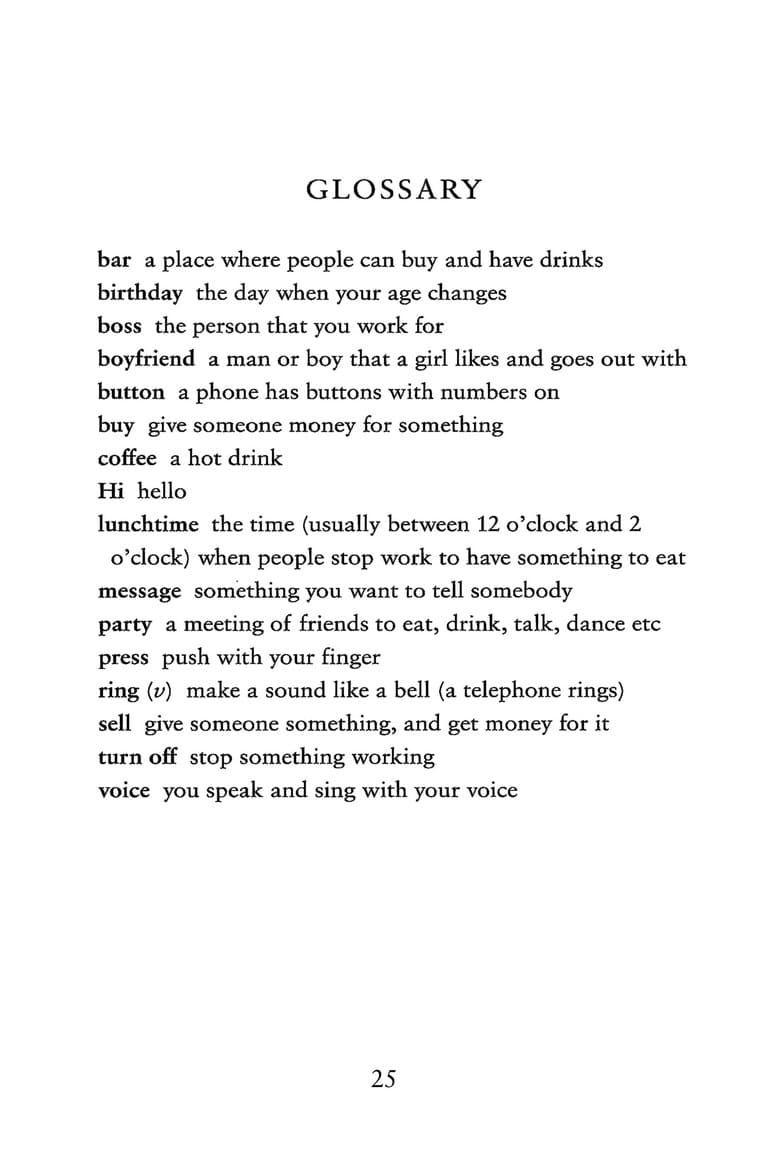 GLOSSARY
bar a place where people can buy and have drinks
birthday the day when your age changes
boss the person that you work for
boyfriend a man or boy that a girl likes and goes out with
button a phone has buttons with numbers on
buy give someone money for something
coffee a hot drink
Hi hello
lunchtime the time (usually between 12 o’clock and 2
o’clock) when people stop work to have something to eat
message something you want to tell somebody
party a meeting of friends to eat, drink, talk, dance etc
press push with your finger
ring (v) make a sound like a bell (a telephone rings)
sell give someone something, and get money for it
turn off stop something working
voice you speak and sing with your voice
25